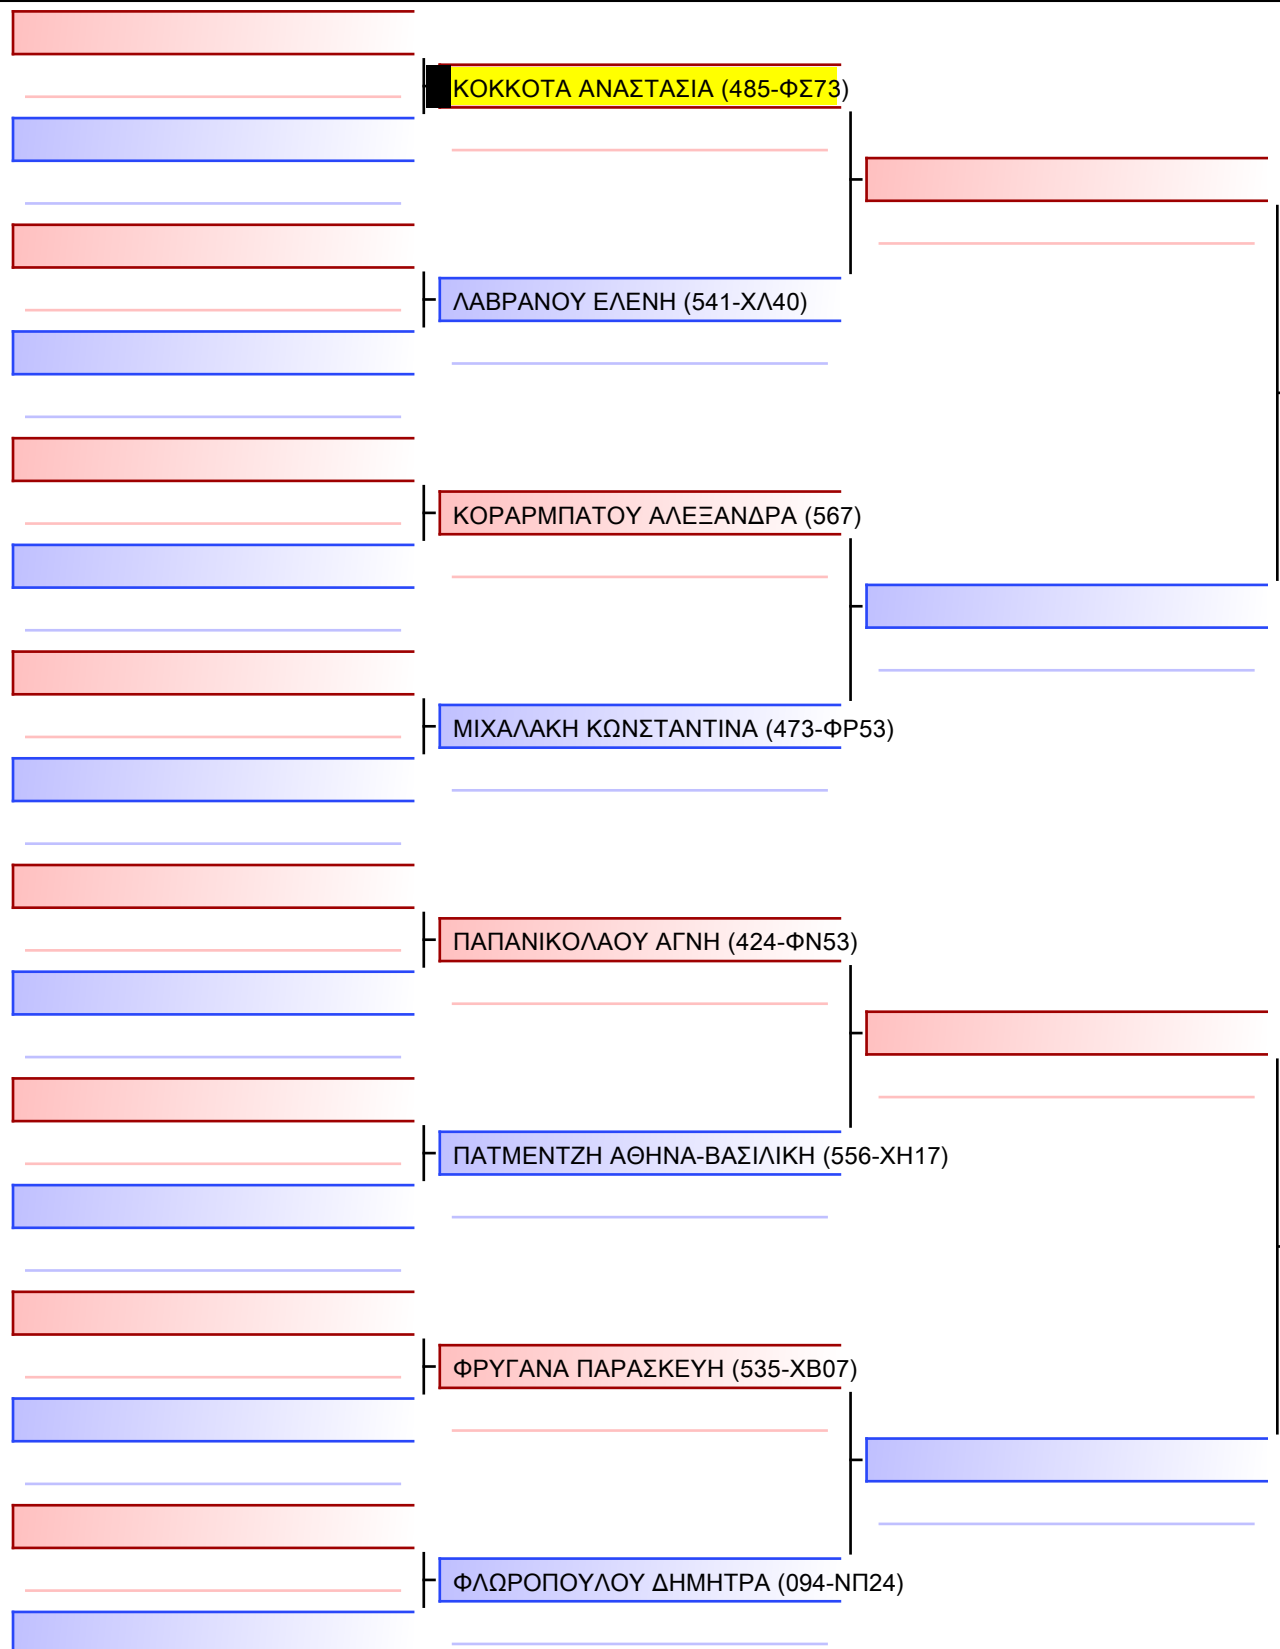 ΚΟΚΚΟΤΑ ΑΝΑΣΤΑΣΙΑ (485-ΦΣ73)
ΛΑΒΡΑΝΟΥ ΕΛΕΝΗ (541-ΧΛ40)
ΚΟΡΑΡΜΠΑΤΟΥ ΑΛΕΞΑΝΔΡΑ (567)
ΜΙΧΑΛΑΚΗ ΚΩΝΣΤΑΝΤΙΝΑ (473-ΦΡ53)
ΠΑΠΑΝΙΚΟΛΑΟΥ ΑΓΝΗ (424-ΦΝ53)
ΠΑΤΜΕΝΤΖΗ ΑΘΗΝΑ-ΒΑΣΙΛΙΚΗ (556-ΧΗ17)
ΦΡΥΓΑΝΑ ΠΑΡΑΣΚΕΥΗ (535-ΧΒ07)
ΦΛΩΡΟΠΟΥΛΟΥ ΔΗΜΗΤΡΑ (094-ΝΠ24)